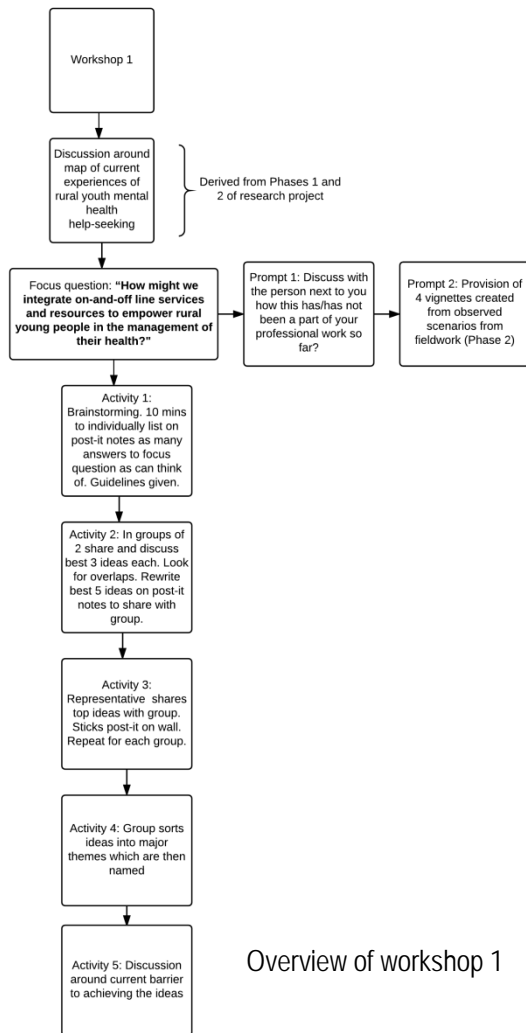 Workshop 1
Discussion around
map of current
experiences of
rural youth mental
health
help-seeking
Derived from Phases 1 and
2 of research project
Focus question: "How might we
integrate on-and-off line services
and resources to empower rural
young people in the management of
their health?"
Prompt 1: Discuss with
the person next to you
how this has/has not
been a part of your
professional work so
far?
Prompt 2: Provision of
4 vignettes created
from observed
scenarios from
fieldwork (Phase 2)
Activity 1:
Brainstorming. 10 mins
to individually list on
post-it notes as many
answers to focus
question as can think
of. Guidelines given.
Activity 2: In groups of
2 share and discuss
best 3 ideas each. Look
for overlaps. Rewrite
best 5 ideas on post-it
notes to share with
group.
Activity 3:
Representative shares
top ideas with group.
Sticks post-it on wall.
Repeat for each group.
Activity 4: Group sorts
ideas into major
themes which are then
named
Activity 5: Discussion
around current barrier
to achieving the ideas
Overview of workshop 1